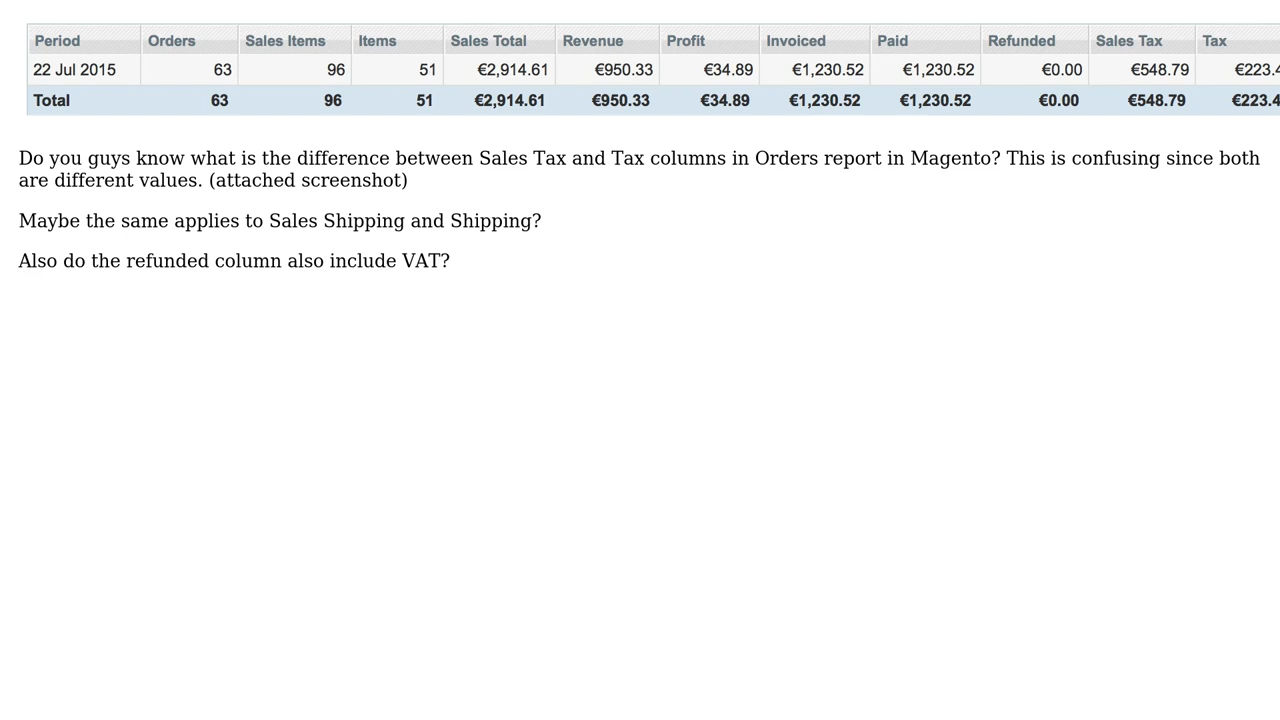 Period Orders Sales Items Items Sales Total Revenue Profit Invoiced Paid Refunded Sales Tax Tax
22 Jul 2015 63 96 51 €2,914.61 €950.33 €34.89 €1,230.52 €1,230.52 €0.00 €548.79 €223.4
Total 63 96 51 €2,914.61 €950.33 €34.89 €1,230.52 €1,230.52 €0.00 €548.79 €223.4
Do you guys know what is the difference between Sales Tax and Tax columns in Orders report in Magento? This is confusing since both
are different values. (attached screenshot)
Maybe the same applies to Sales Shipping and Shipping?
Also do the refunded column also include VAT?